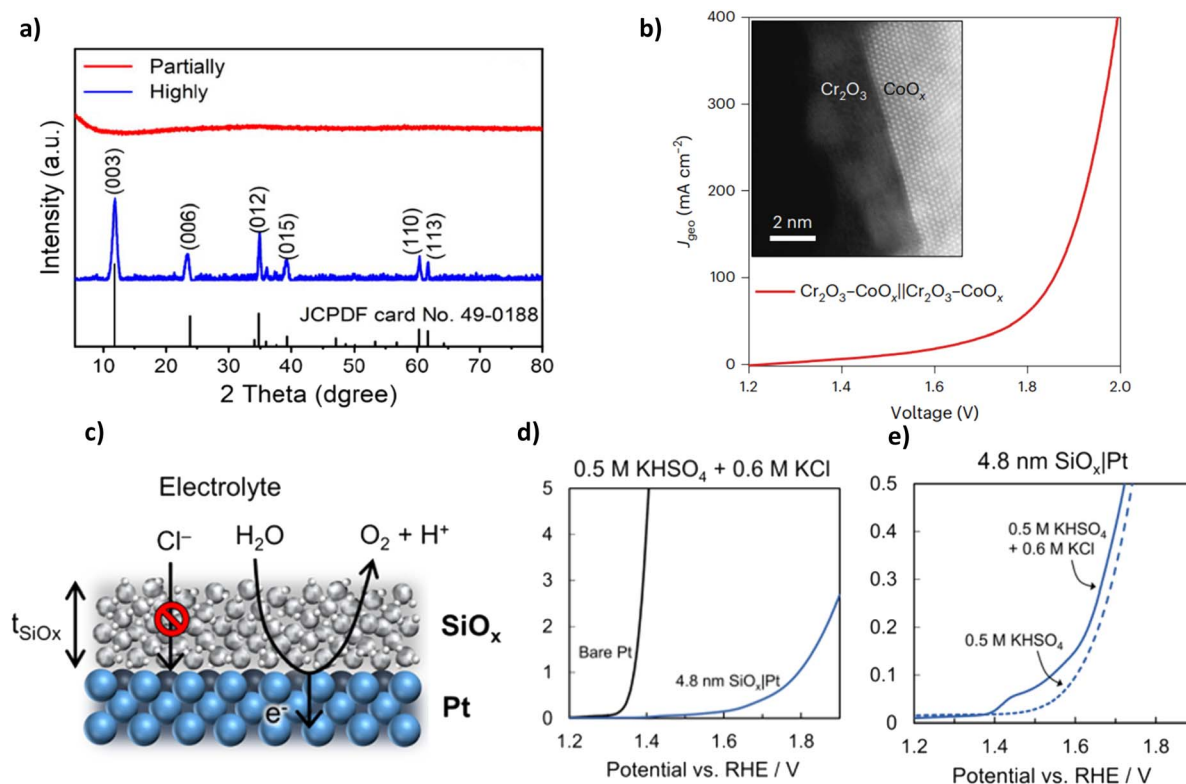 a)
Partially
Highly
Intensity (a.u.)
(003)
(006)
(012)
(015)
(110)
(113)
JCPDF card No. 49-0188
10 20 30 40 50 60 70 80
2 Theta (dgree)
b)
J_geo (mA cm⁻²)
400
300
200
100
0
Cr₂O₃ CoOₓ
2 nm
Cr₂O₃–CoOₓ||Cr₂O₃–CoOₓ
1.2 1.4 1.6 1.8 2.0
Voltage (V)
c)
Electrolyte
Cl⁻ H₂O O₂ + H⁺
t_SiOx
SiOₓ
e⁻
Pt
d)
0.5 M KHSO₄ + 0.6 M KCl
5
4
3
2
1
0
Bare Pt
4.8 nm SiOₓ|Pt
1.2 1.4 1.6 1.8
Potential vs. RHE / V
e)
4.8 nm SiOₓ|Pt
0.5
0.4
0.3
0.2
0.1
0
0.5 M KHSO₄
+ 0.6 M KCl
0.5 M KHSO₄
1.2 1.4 1.6 1.8
Potential vs. RHE / V